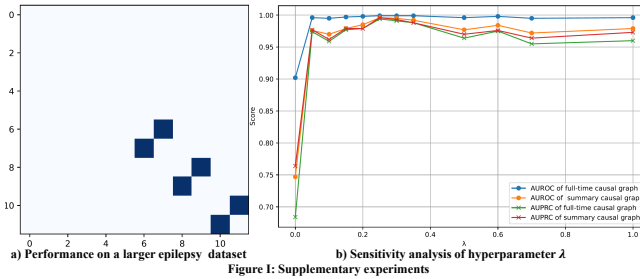 0
2
4
6
8
10
0 2 4 6 8 10
a) Performance on a larger epilepsy dataset
1.00
0.95
0.90
0.85
0.80
0.75
0.70
Score
0.0 0.2 0.4 0.6 0.8 1.0
λ
AUROC of full-time causal graph
AUROC of summary causal graph
AUPRC of full-time causal graph
AUPRC of summary causal graph
b) Sensitivity analysis of hyperparameter λ
Figure I: Supplementary experiments